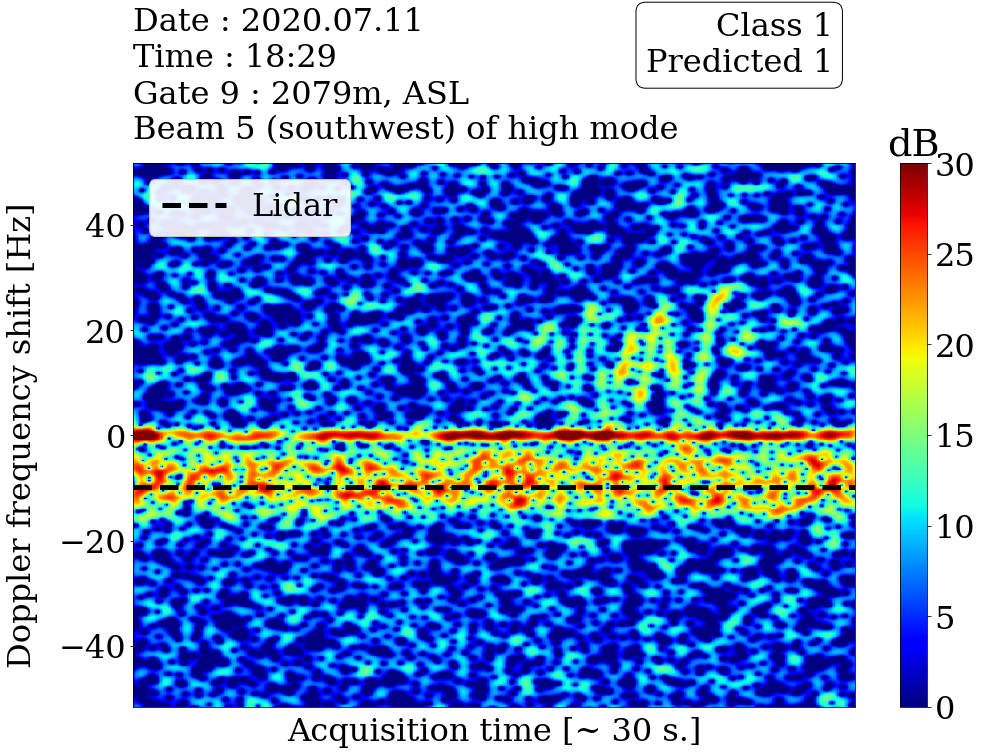 Date : 2020.07.11
Time : 18:29
Gate 9 : 2079m, ASL
Beam 5 (southwest) of high mode
Class 1
Predicted 1
dB
Lidar
Doppler frequency shift [Hz]
40
20
0
−20
−40
30
25
20
15
10
5
0
Acquisition time [~ 30 s.]